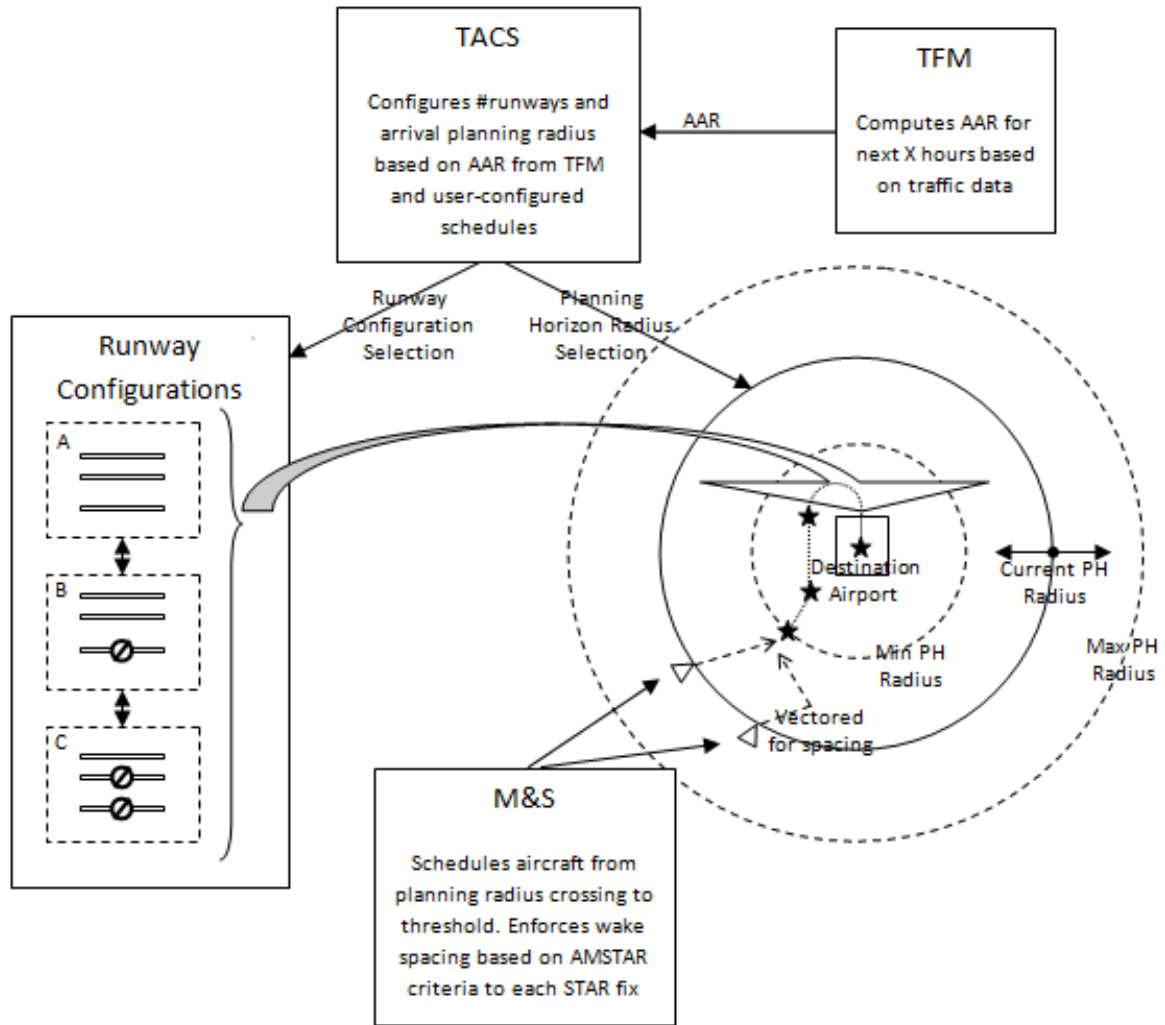 TACS
Configures #runways and
arrival planning radius
based on AAR from TFM
and user-configured
schedules
AAR
TFM
Computes AAR for
next X hours based
on traffic data
Runway
Configuration
Selection
Planning
Horizon Radius
Selection
Runway
Configurations
A
B
C
Destination
Airport
Current PH
Radius
Min PH
Radius
Max PH
Radius
Vectored
for spacing
M&S
Schedules aircraft from
planning radius crossing to
threshold. Enforces wake
spacing based on AMSTAR
criteria to each STAR fix